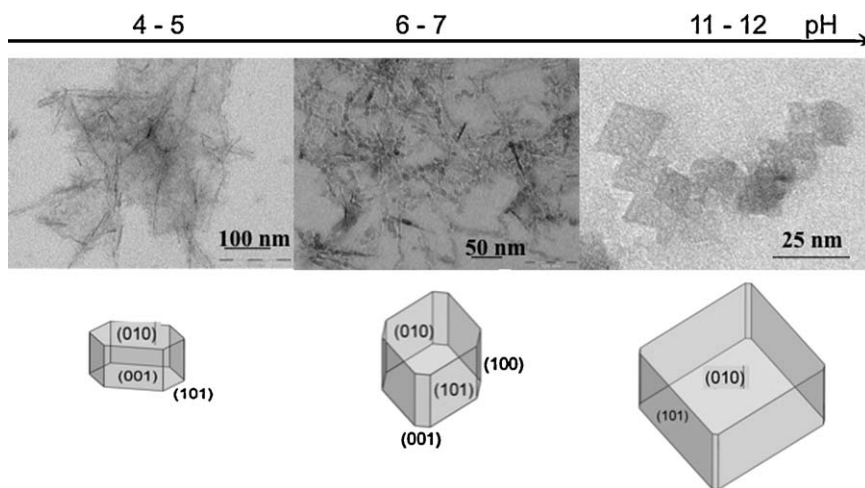 4 - 5 6 - 7 11 - 12 pH
100 nm 50 nm 25 nm
(010) (001) (101)
(010) (100) (101) (001)
(010) (101)